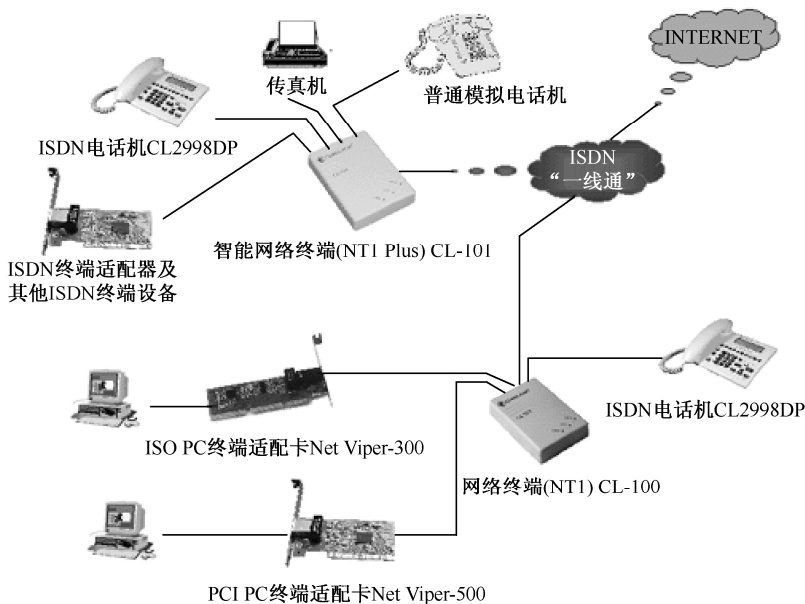 INTERNET
传真机
普通模拟电话机
ISDN电话机CL2998DP
ISDN
“一线通”
智能网络终端(NT1 Plus) CL-101
ISDN终端适配器及
其他ISDN终端设备
ISDN电话机CL2998DP
ISO PC终端适配卡Net Viper-300
网络终端(NT1) CL-100
PCI PC终端适配卡Net Viper-500